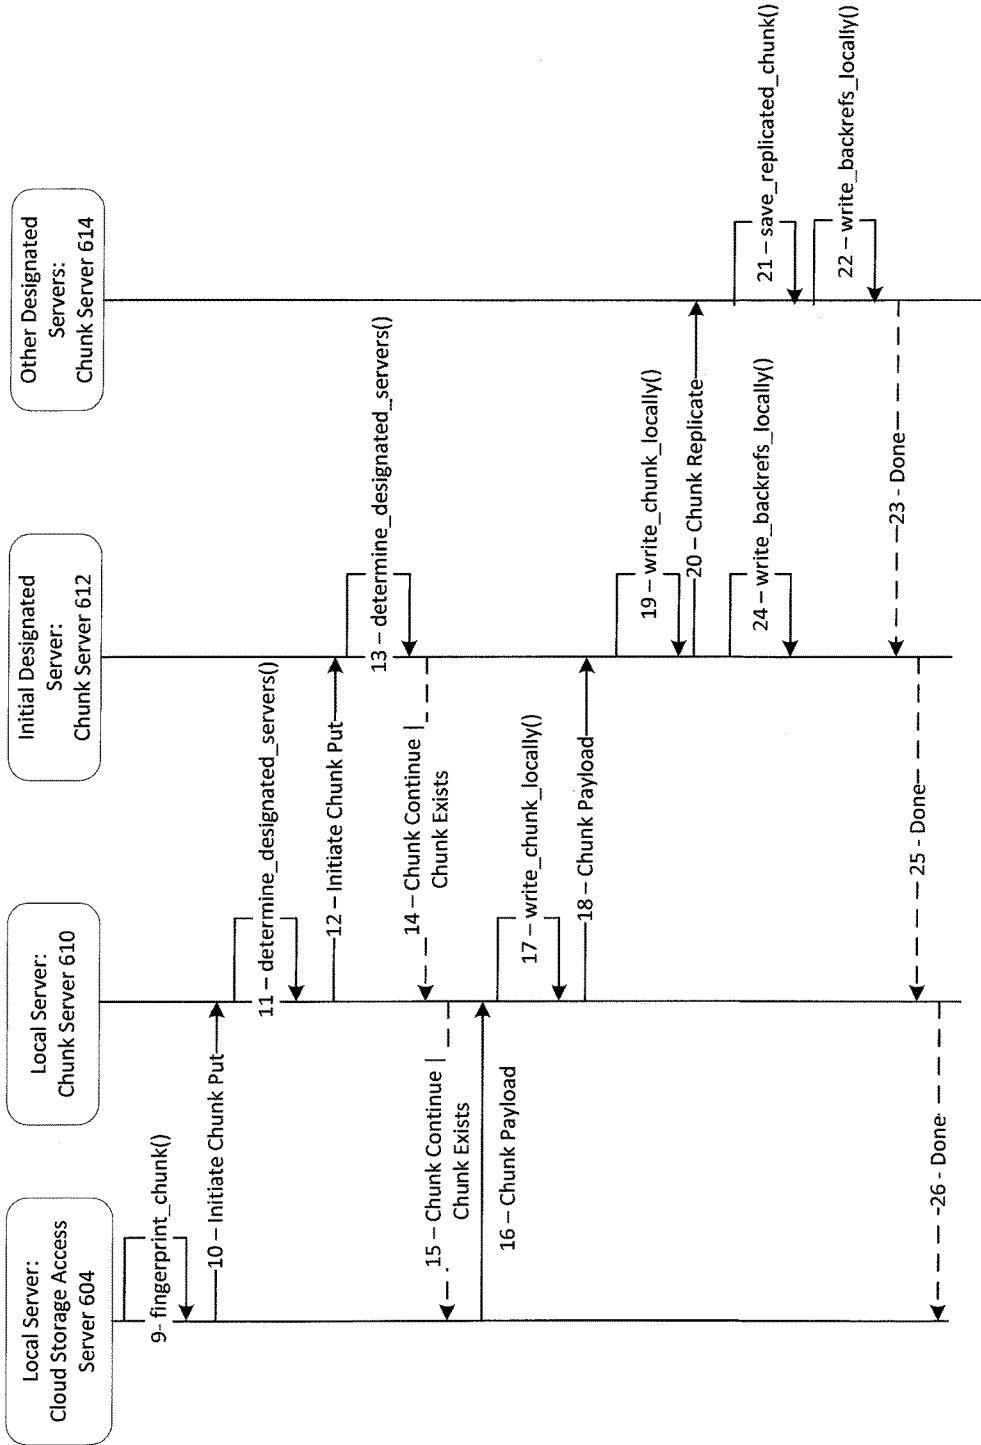 Local Server:
Cloud Storage Access
Server 604
Local Server:
Chunk Server 610
Initial Designated
Server:
Chunk Server 612
Other Designated
Servers:
Chunk Server 614
9- fingerprint_chunk()
10 – Initiate Chunk Put
11 – determine_designated_servers()
12 – Initiate Chunk Put
13 – determine_designated_servers()
14 – Chunk Continue |
Chunk Exists
15 – Chunk Continue |
Chunk Exists
16 – Chunk Payload
17 – write_chunk_locally()
18 – Chunk Payload
19 – write_chunk_locally()
20 – Chunk Replicate
21 – save_replicated_chunk()
24 – write_backrefs_locally()
22 – write_backrefs_locally()
23 - Done
25 - Done
26 - Done